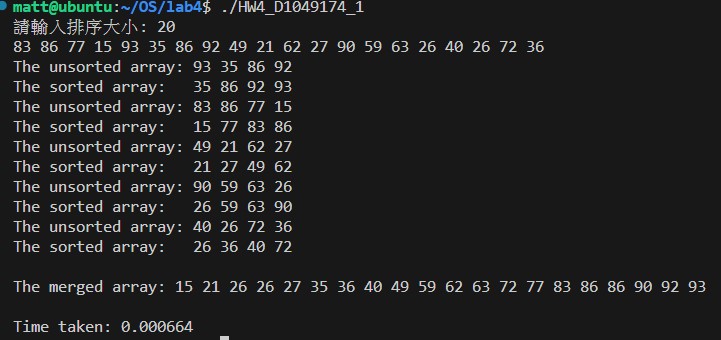 matt@ubuntu:~/OS/lab4$ ./HW4_D1049174_1
請輸入排序大小: 20
83 86 77 15 93 35 86 92 49 21 62 27 90 59 63 26 40 26 72 36
The unsorted array: 93 35 86 92
The sorted array:   35 86 92 93
The unsorted array: 83 86 77 15
The sorted array:   15 77 83 86
The unsorted array: 49 21 62 27
The sorted array:   21 27 49 62
The unsorted array: 90 59 63 26
The sorted array:   26 59 63 90
The unsorted array: 40 26 72 36
The sorted array:   26 36 40 72
The merged array: 15 21 26 26 27 35 36 40 49 59 62 63 72 77 83 86 86 90 92 93
Time taken: 0.000664